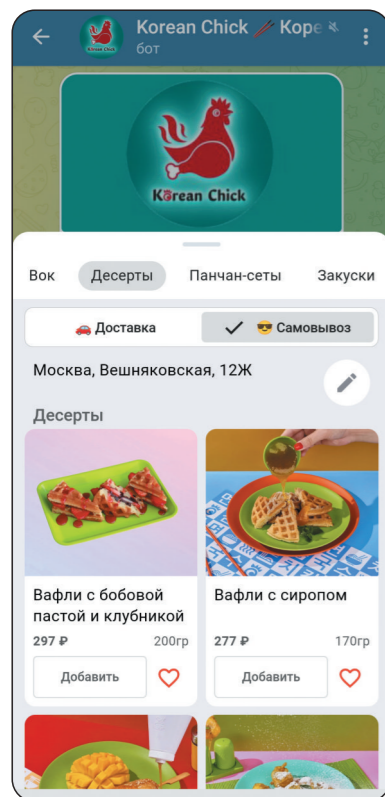 Korean Chick 🥢 Коре
бот
Korean Chick
Вок Десерты Панчан-сеты Закуски
🚗 Доставка ✓ 😎 Самовывоз
Москва, Вешняковская, 12Ж
Десерты
Вафли с бобовой
пастой и клубникой
297 ₽ 200гр
Добавить
Вафли с сиропом
277 ₽ 170гр
Добавить